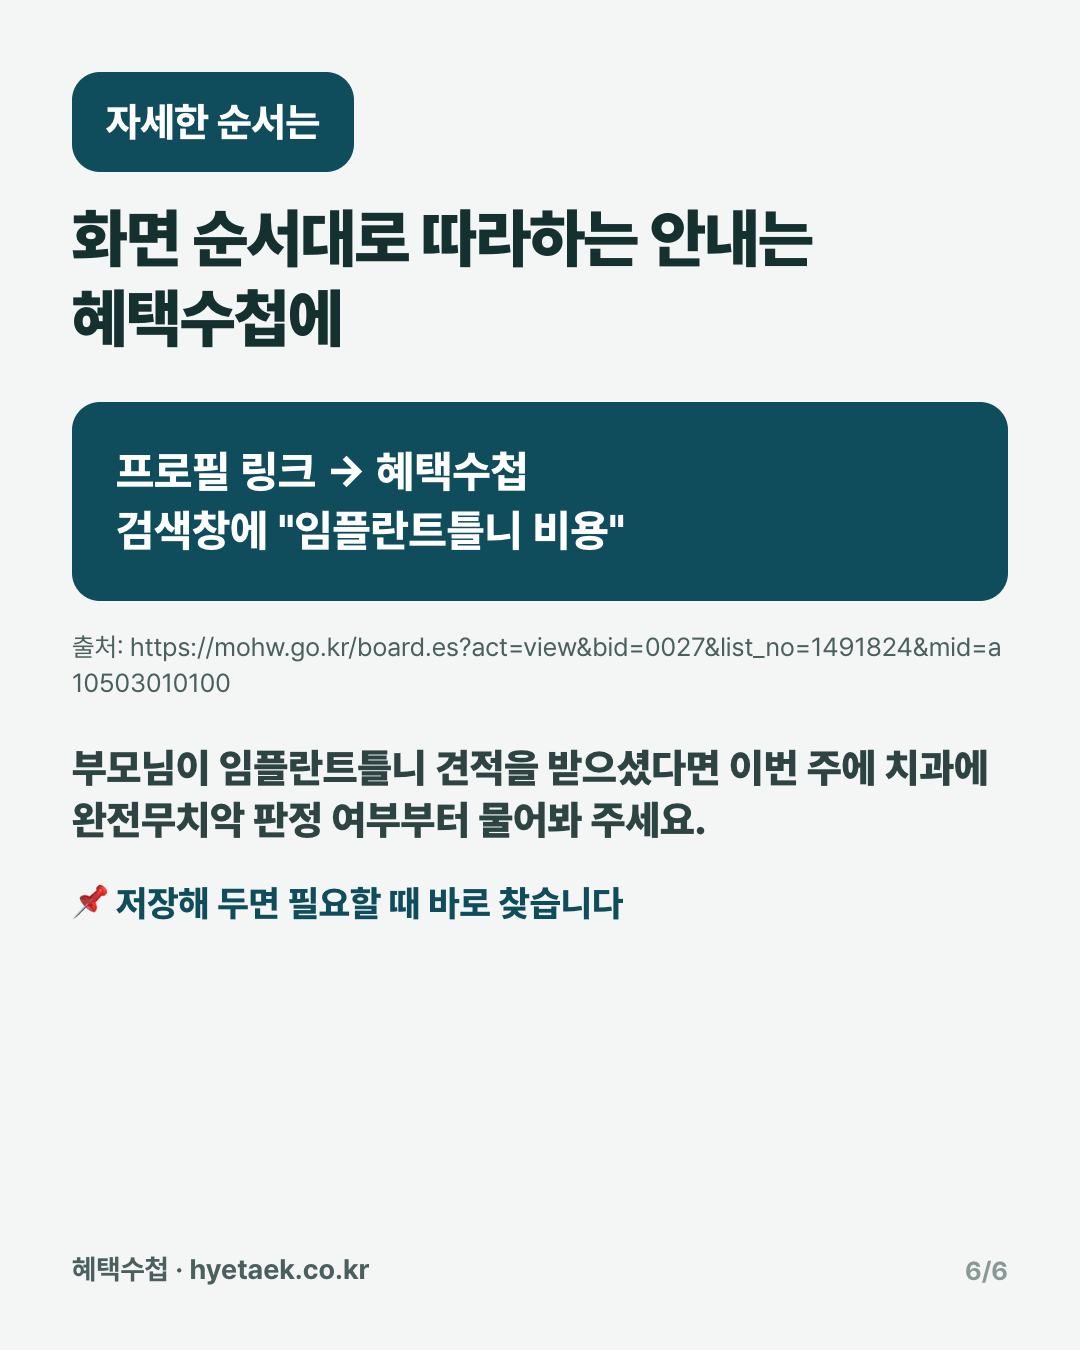 자세한 순서는
화면 순서대로 따라하는 안내는
혜택수첩에
프로필 링크 → 혜택수첩
검색창에 "임플란트틀니 비용"
출처: https://mohw.go.kr/board.es?act=view&bid=0027&list_no=1491824&mid=a
10503010100
부모님이 임플란트틀니 견적을 받으셨다면 이번 주에 치과에
완전무치악 판정 여부부터 물어봐 주세요.
📌 저장해 두면 필요할 때 바로 찾습니다
혜택수첩 · hyetaek.co.kr
6/6